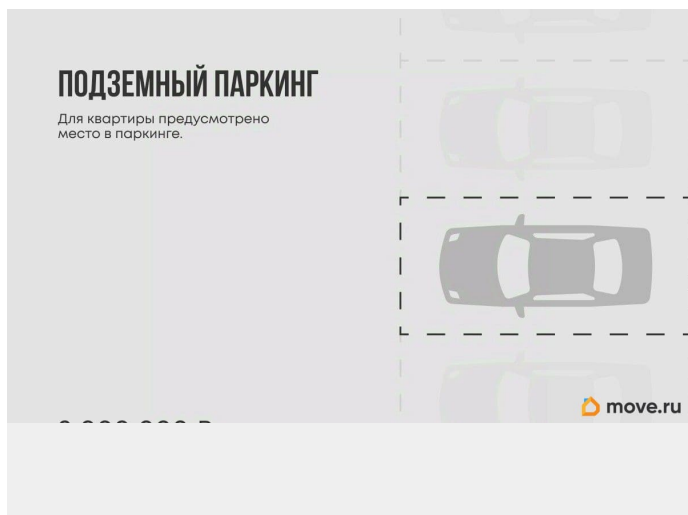 ПОДЗЕМНЫЙ ПАРКИНГ
Для квартиры предусмотрено
место в паркинге.
move.ru